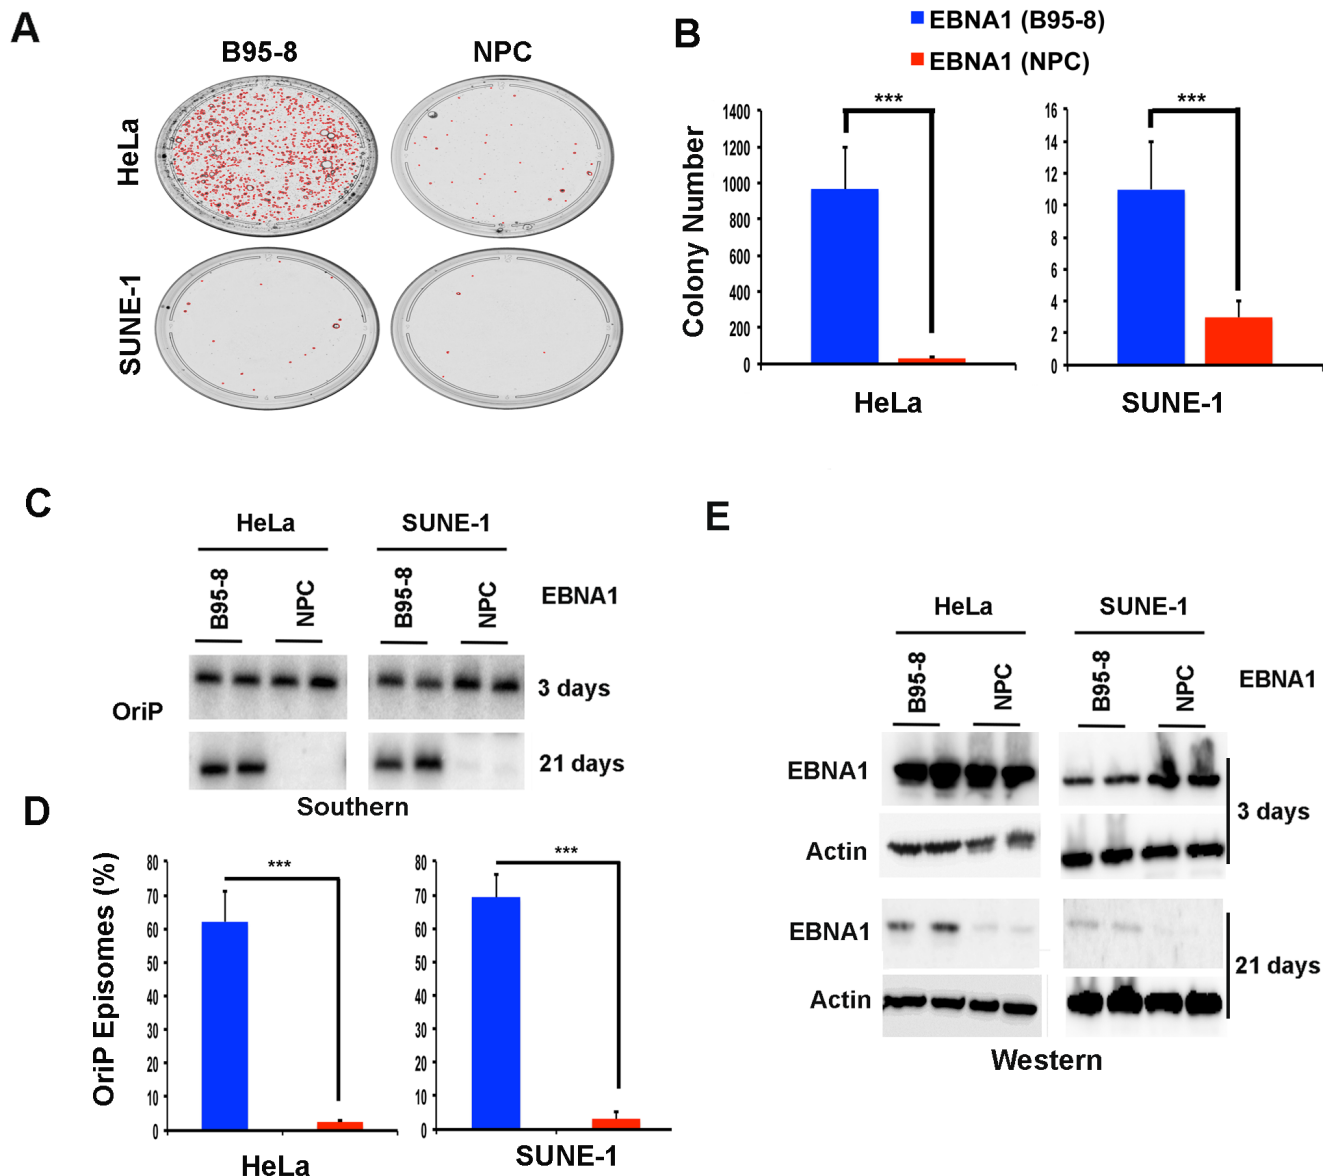 A
B95-8
NPC
HeLa
SUNE-1
B
EBNA1 (B95-8)
EBNA1 (NPC)
Colony Number
1400
1200
1000
800
600
400
200
0
***
HeLa
16
14
12
10
8
6
4
2
0
***
SUNE-1
C
HeLa
SUNE-1
B95-8
NPC
B95-8
NPC
EBNA1
OriP
3 days
21 days
Southern
D
OriP Episomes (%)
80
70
60
50
40
30
20
10
0
***
HeLa
80
70
60
50
40
30
20
10
0
***
SUNE-1
E
HeLa
SUNE-1
B95-8
NPC
B95-8
NPC
EBNA1
EBNA1
Actin
3 days
EBNA1
Actin
21 days
Western